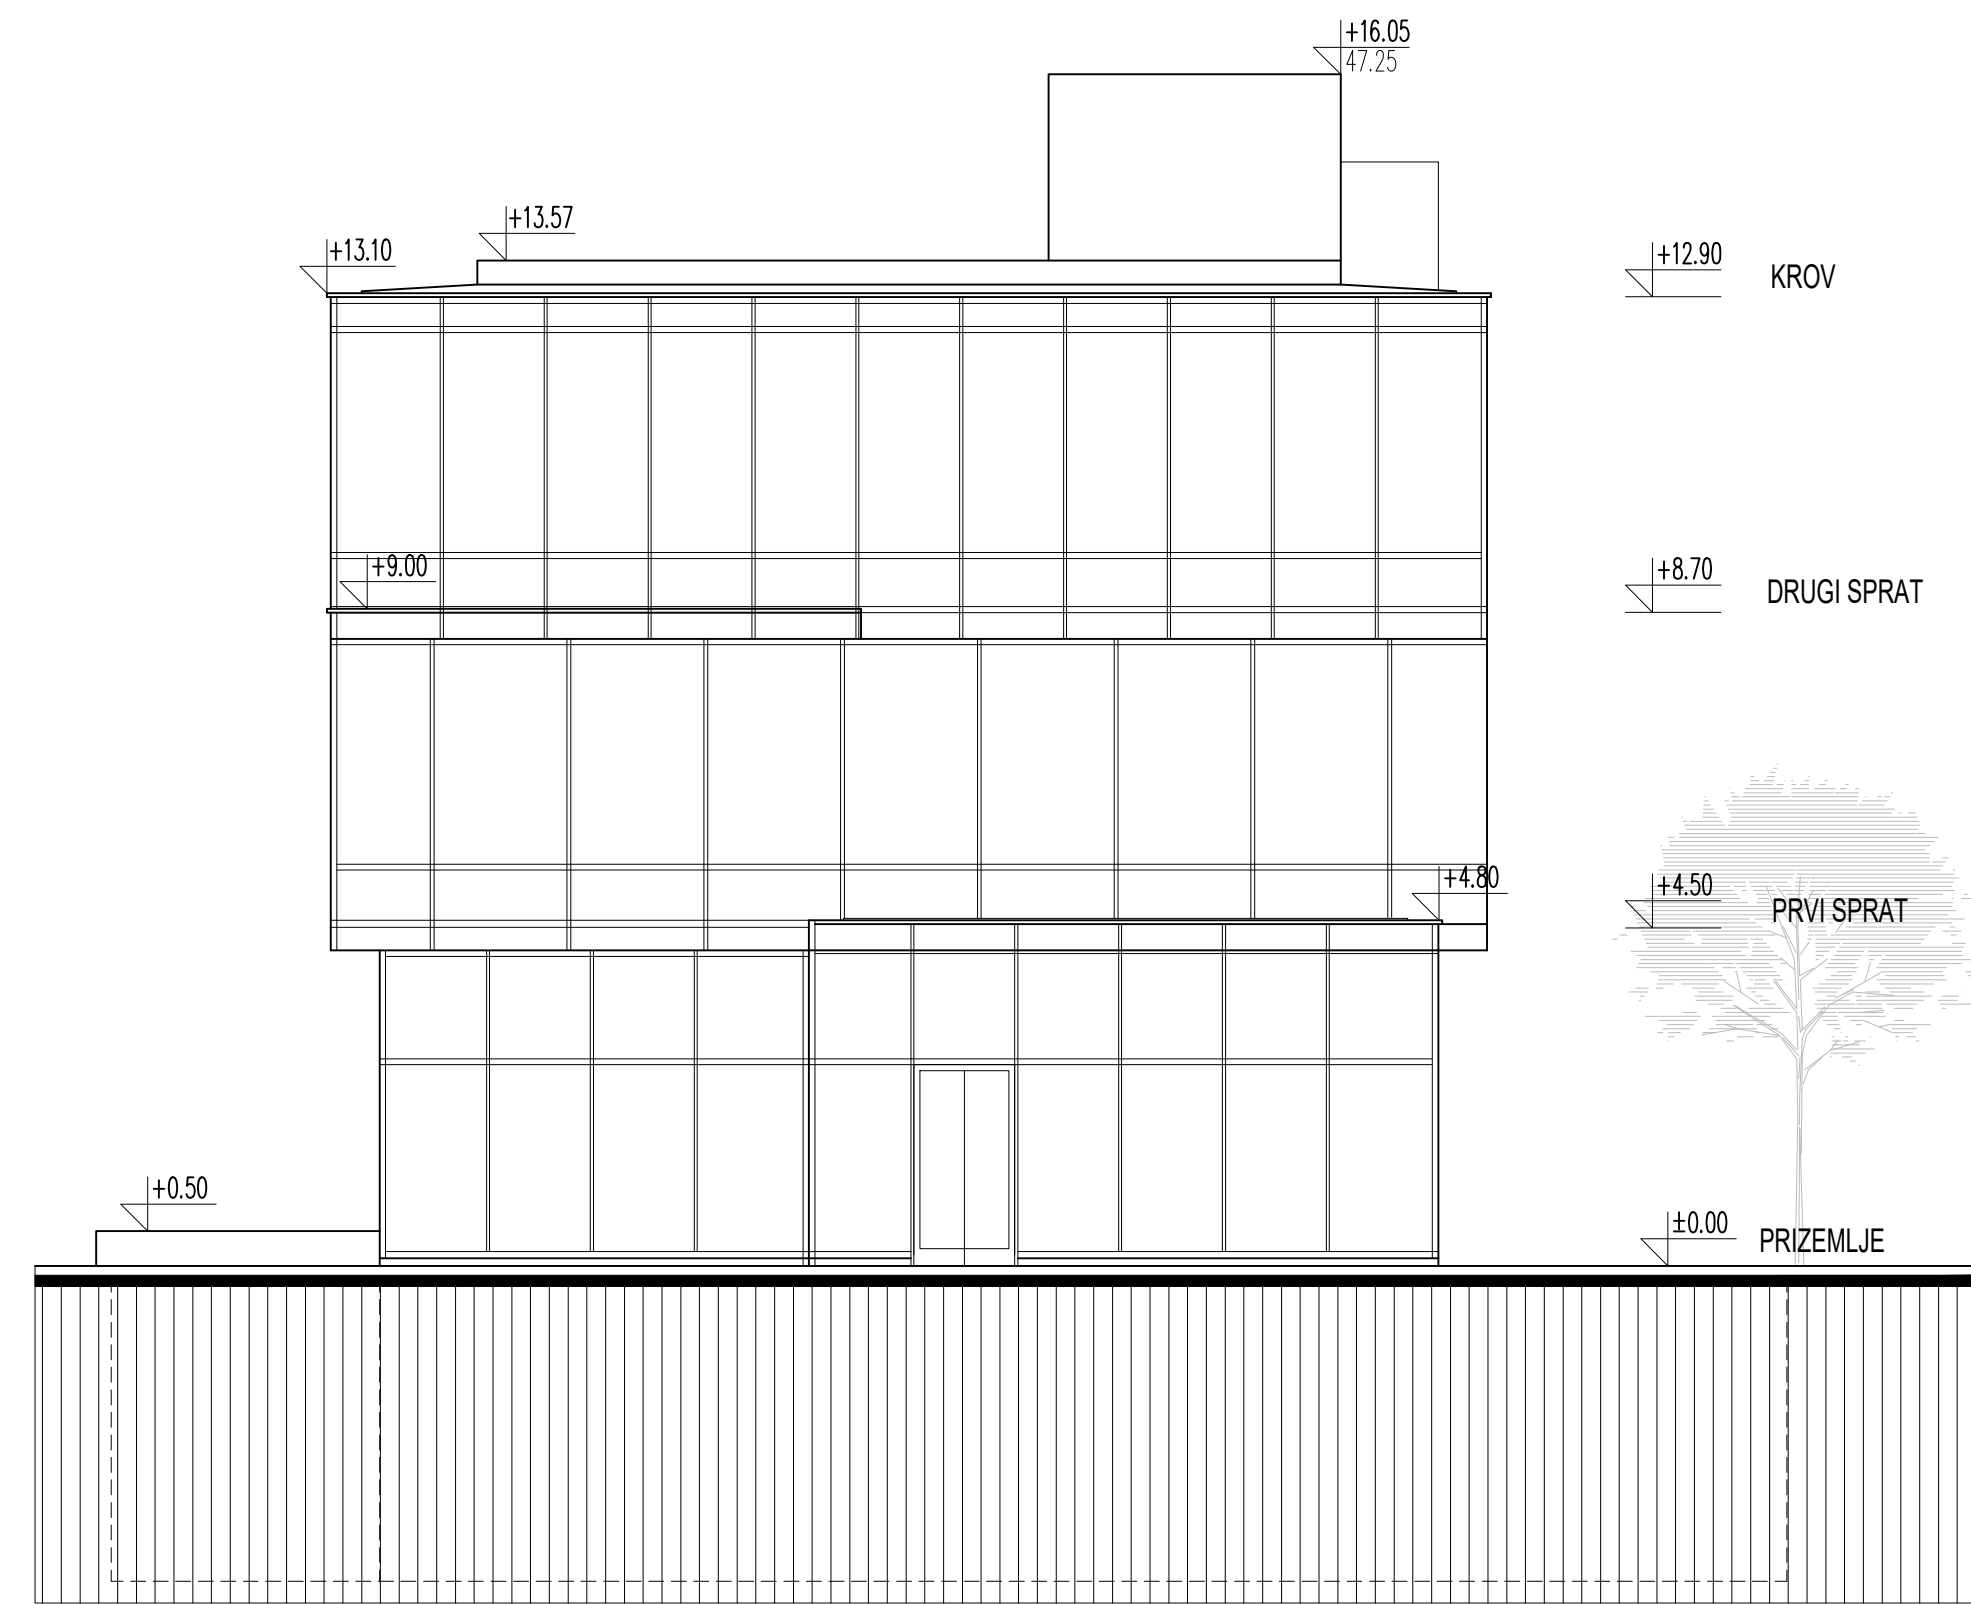 +16.05
47.25
+13.57
+13.10
+12.90 KROV
+9.00
+8.70 DRUGI SPRAT
+4.80
+4.50 PRVI SPRAT
+0.50
±0.00 PRIZEMLJE